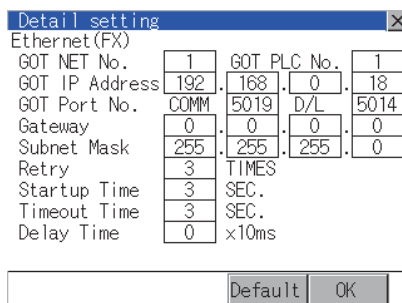 Detail setting ×
Ethernet(FX)
GOT NET No. 1 GOT PLC No. 1
GOT IP Address 192 . 168 . 0 . 18
GOT Port No. COMM 5019 D/L 5014
Gateway 0 . 0 . 0 . 0
Subnet Mask 255 . 255 . 255 . 0
Retry 3 TIMES
Startup Time 3 SEC.
Timeout Time 3 SEC.
Delay Time 0 ×10ms
Default OK